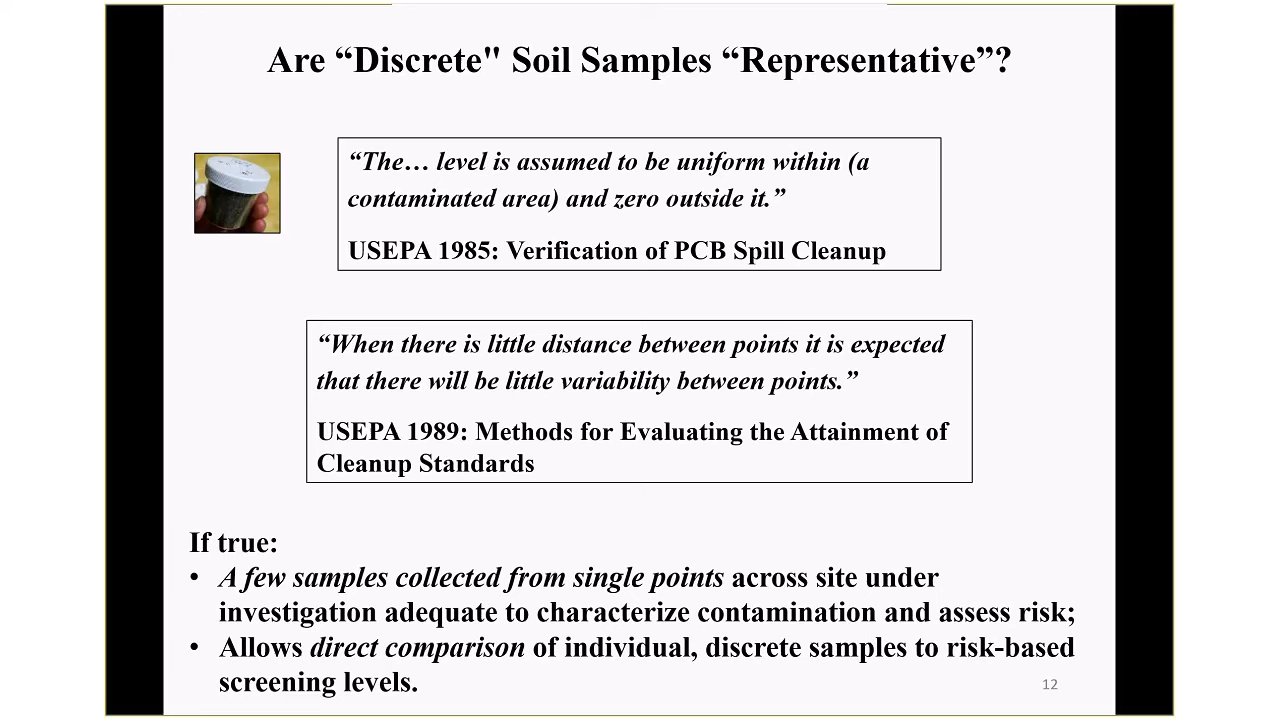 Are “Discrete" Soil Samples “Representative”?
“The… level is assumed to be uniform within (a
contaminated area) and zero outside it.”
USEPA 1985: Verification of PCB Spill Cleanup
“When there is little distance between points it is expected
that there will be little variability between points.”
USEPA 1989: Methods for Evaluating the Attainment of
Cleanup Standards
If true:
• A few samples collected from single points across site under
investigation adequate to characterize contamination and assess risk;
• Allows direct comparison of individual, discrete samples to risk-based
screening levels.
12